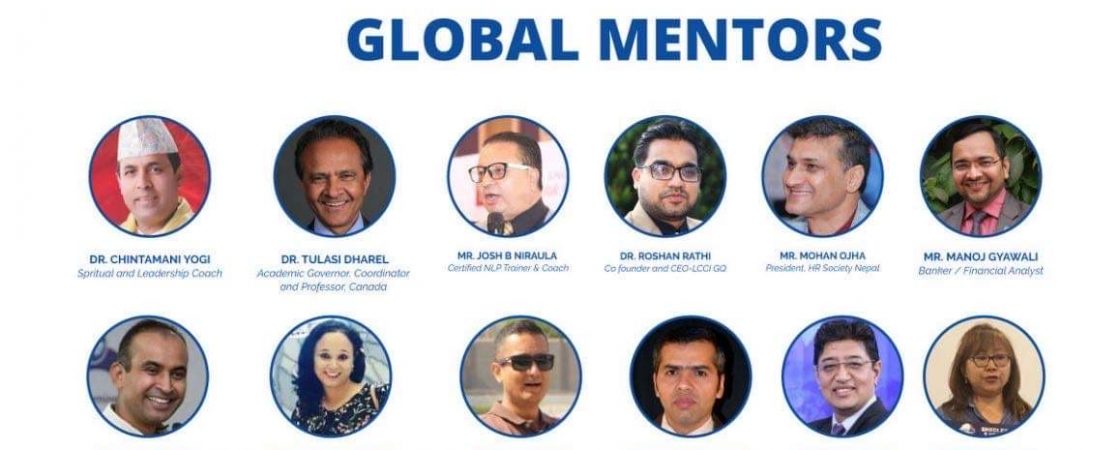 GLOBAL MENTORS
DR. CHINTAMANI YOGI
Spritual and Leadership Coach
DR. TULASI DHAREL
Academic Governor, Coordinator
and Professor, Canada
MR. JOSH B NIRAULA
Certified NLP Trainer & Coach
DR. ROSHAN RATHI
Co founder and CEO-LCCI GQ
MR. MOHAN OJHA
President, HR Society Nepal
MR. MANOJ GYAWALI
Banker / Financial Analyst